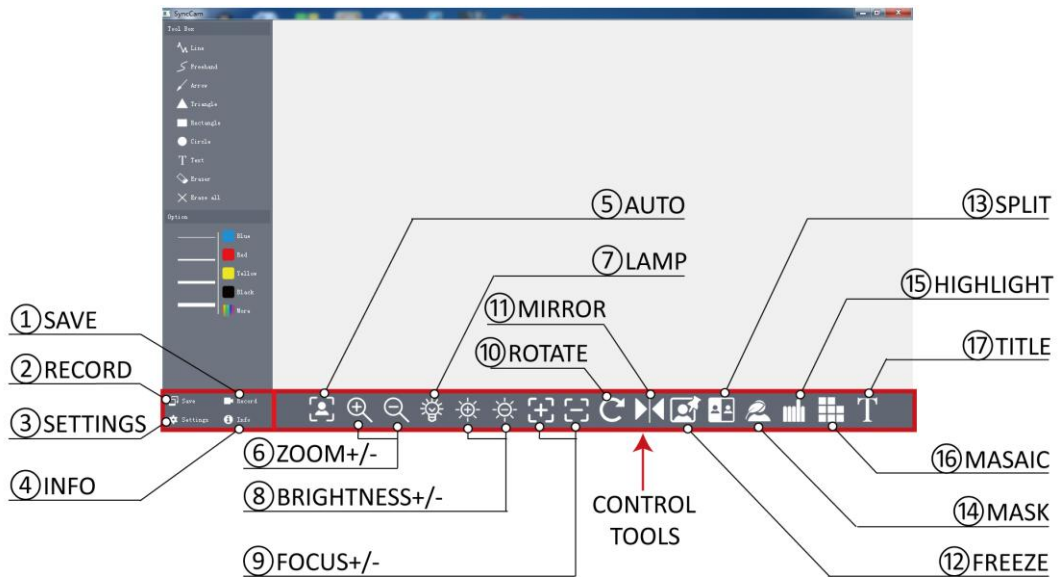 SyncCam
Tool Box
Line
Freehand
Arrow
Triangle
Rectangle
Circle
T Text
Eraser
Erase all
Option
Blue
Red
Yellow
Black
More
Save
Record
Settings
Info
①SAVE
②RECORD
③SETTINGS
④INFO
⑤AUTO
⑥ZOOM+/-
⑦LAMP
⑧BRIGHTNESS+/-
⑨FOCUS+/-
⑩ROTATE
⑪MIRROR
CONTROL
TOOLS
⑫FREEZE
⑬SPLIT
⑭MASK
⑮HIGHLIGHT
⑯MASAIC
⑰TITLE
T